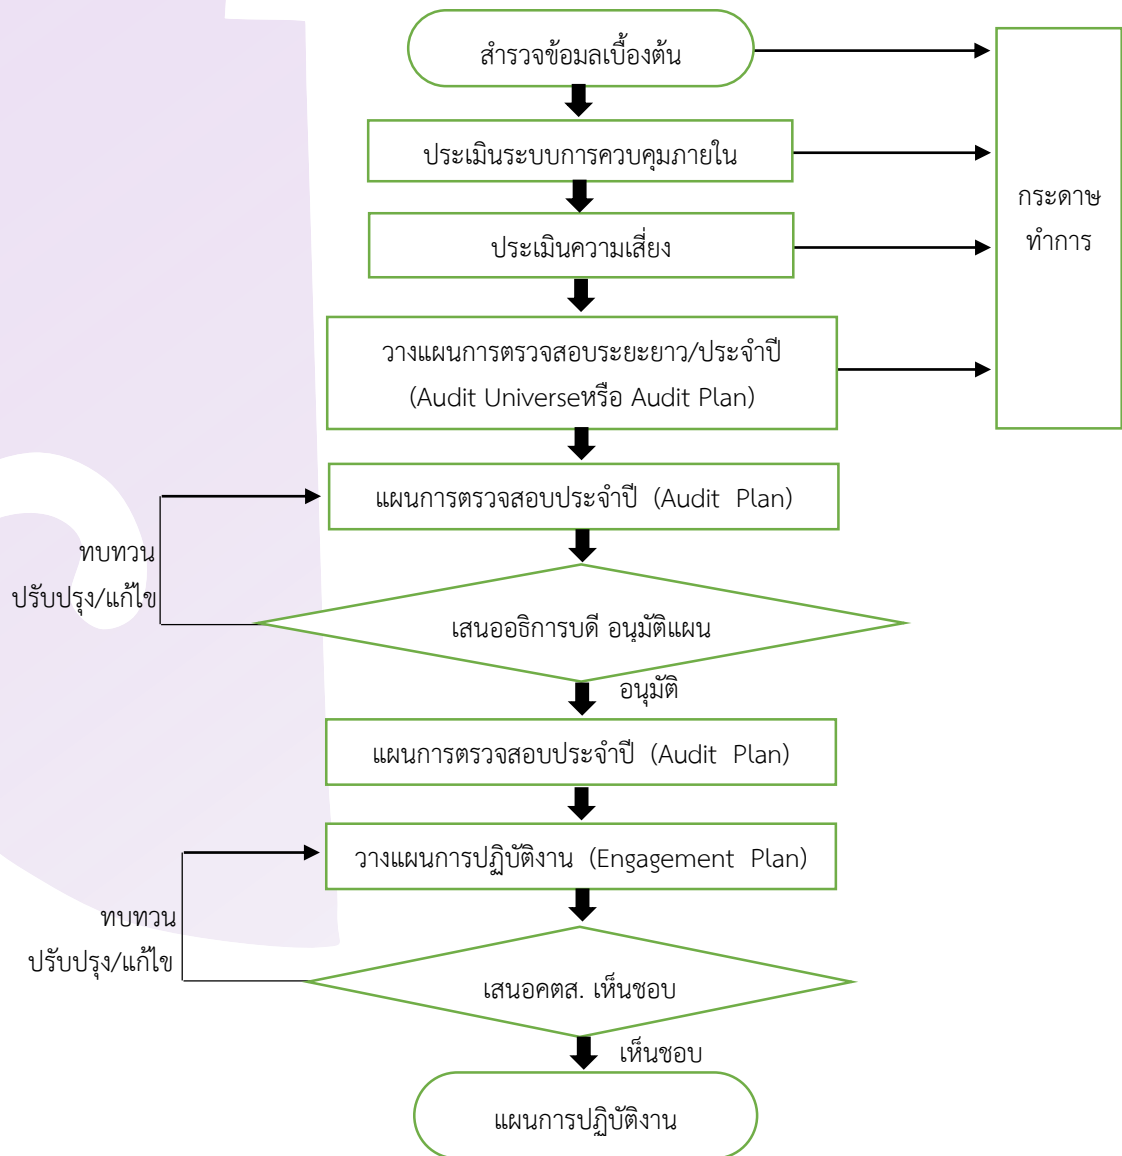 สำรวจข้อมูลเบื้องต้น
ประเมินระบบการควบคุมภายใน
กระดาษ
ทำการ
ประเมินความเสี่ยง
วางแผนการตรวจสอบระยะยาว/ประจำปี
(Audit Universeหรือ Audit Plan)
แผนการตรวจสอบประจำปี (Audit Plan)
ทบทวน
ปรับปรุง/แก้ไข
เสนออธิการบดี อนุมัติแผน
อนุมัติ
แผนการตรวจสอบประจำปี (Audit Plan)
วางแผนการปฏิบัติงาน (Engagement Plan)
ทบทวน
ปรับปรุง/แก้ไข
เสนอคตส. เห็นชอบ
เห็นชอบ
แผนการปฏิบัติงาน